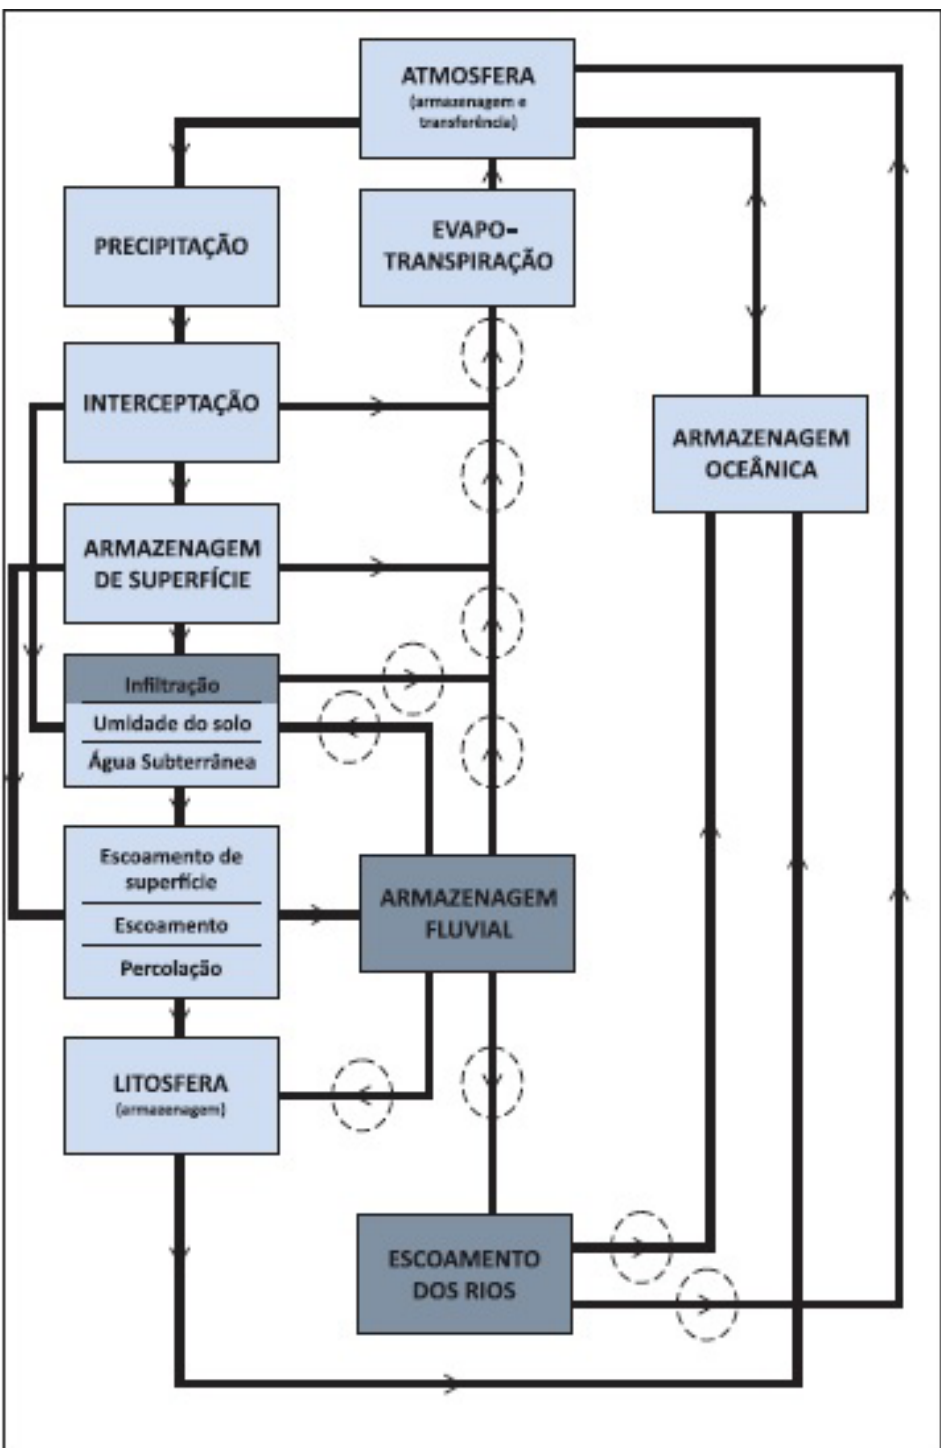 ATMOSFERA
(armazenagem e
transferência)
PRECIPITAÇÃO
EVAPO-
TRANSPIRAÇÃO
INTERCEPTAÇÃO
ARMAZENAGEM
OCEÂNICA
ARMAZENAGEM
DE SUPERFÍCIE
Infiltração
Umidade do solo
Água Subterrânea
Escoamento de
superfície
Escoamento
Percolação
ARMAZENAGEM
FLUVIAL
LITOSFERA
(armazenagem)
ESCOAMENTO
DOS RIOS